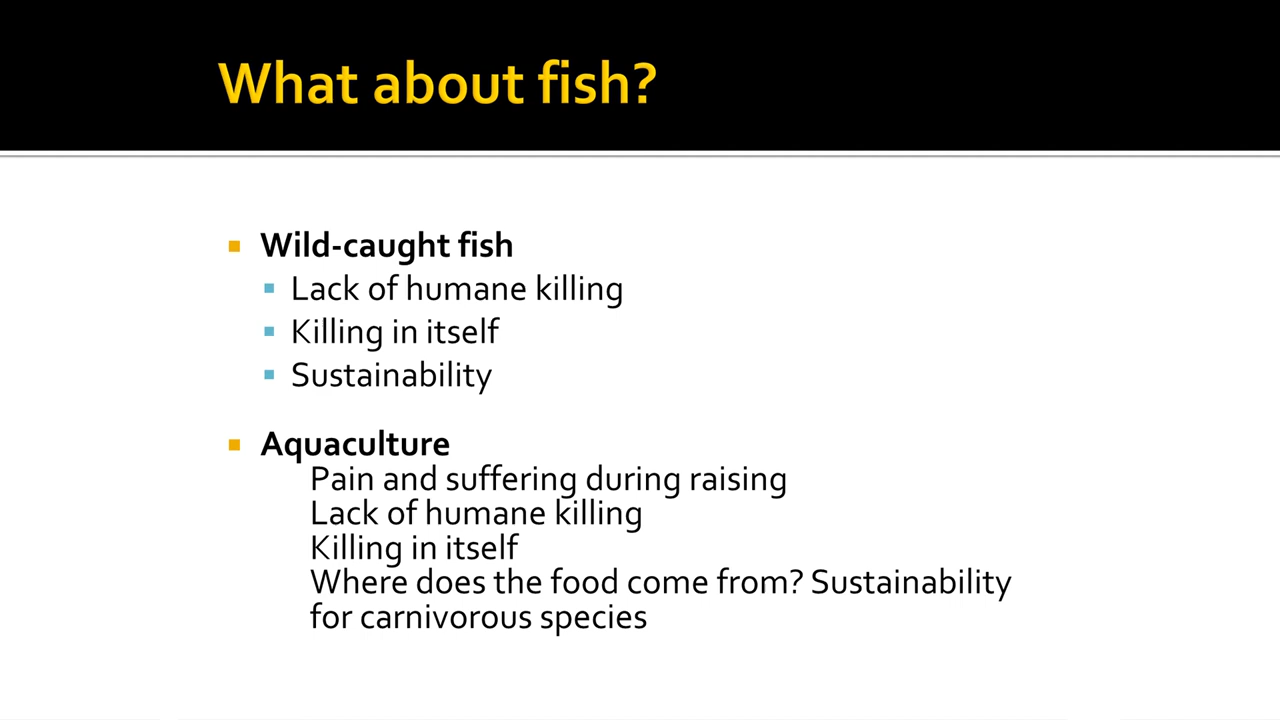 What about fish?
Wild-caught fish
Lack of humane killing
Killing in itself
Sustainability
Aquaculture
Pain and suffering during raising
Lack of humane killing
Killing in itself
Where does the food come from? Sustainability
for carnivorous species